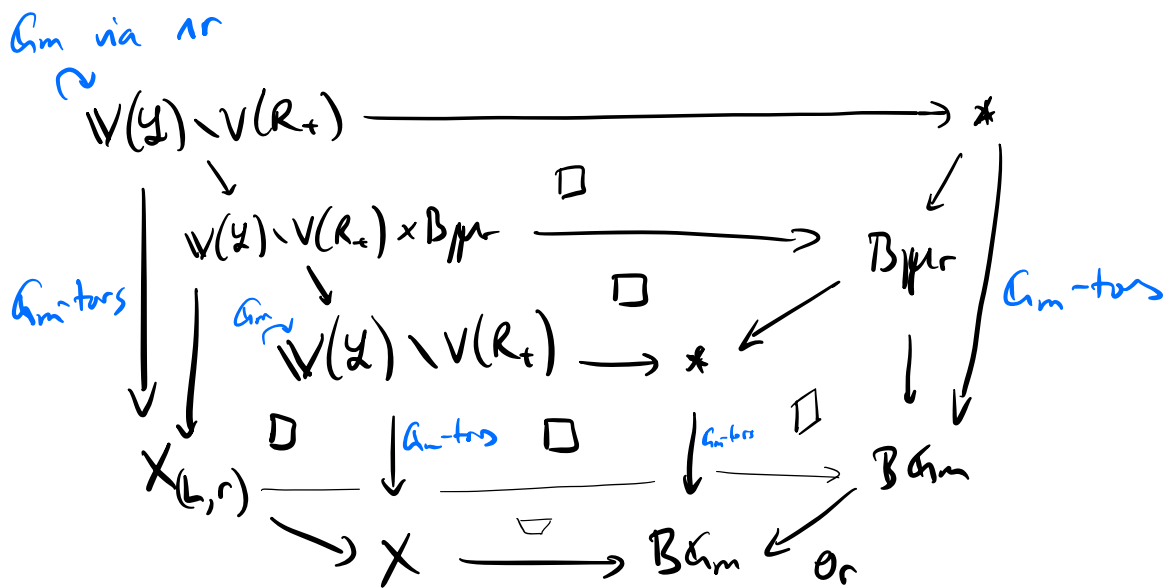 Gm via ∧r
𝕍(ℒ) ∖ V(R₊) ⟶ *
□
𝕍(ℒ) ∖ V(R₊) × Bμr ⟶ Bμr
Gm-tors □ Gm-tors
Gm 𝕍(ℒ) ∖ V(R₊) ⟶ *
□ Gm-tors □ Gm-tors □
X(L,r) ⟶ BGm
X ⟶ BGm θr